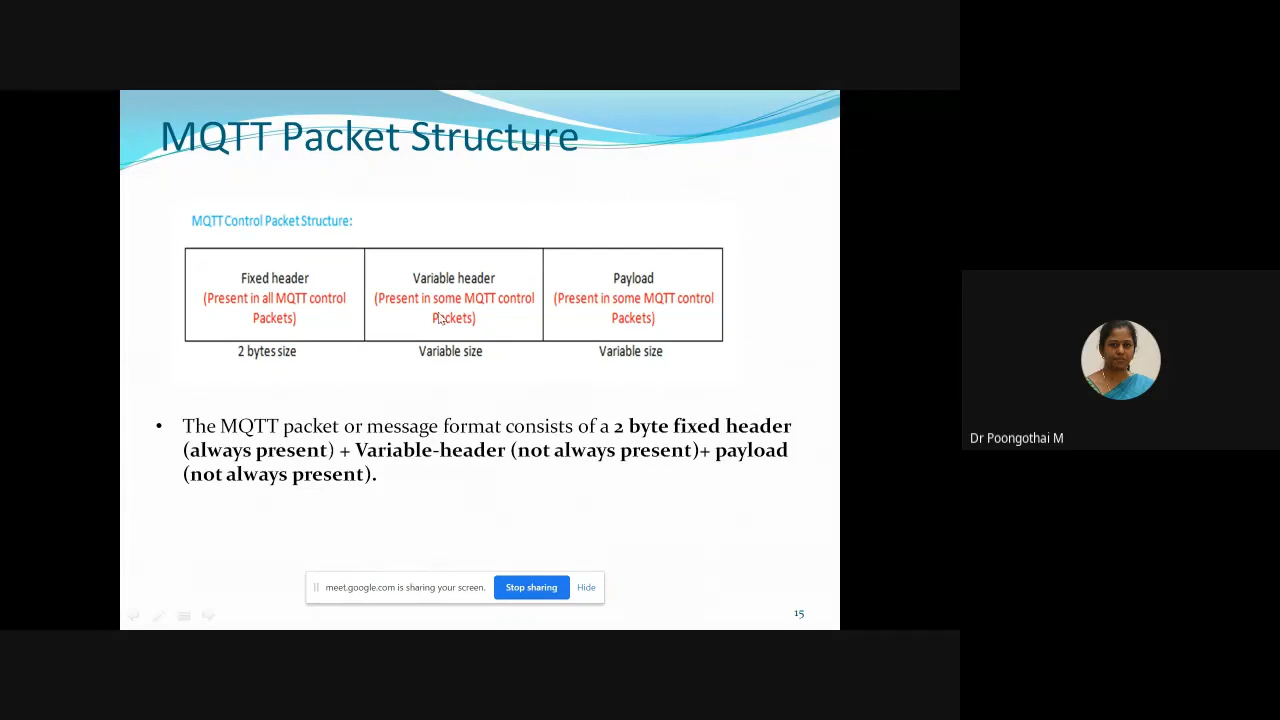 MQTT Packet Structure
MQTT Control Packet Structure:
Fixed header
(Present in all MQTT control
Packets)
Variable header
(Present in some MQTT control
Packets)
Payload
(Present in some MQTT control
Packets)
2 bytes size
Variable size
Variable size
• The MQTT packet or message format consists of a 2 byte fixed header
(always present) + Variable-header (not always present)+ payload
(not always present).
meet.google.com is sharing your screen.
Stop sharing
Hide
15
Dr Poongothai M